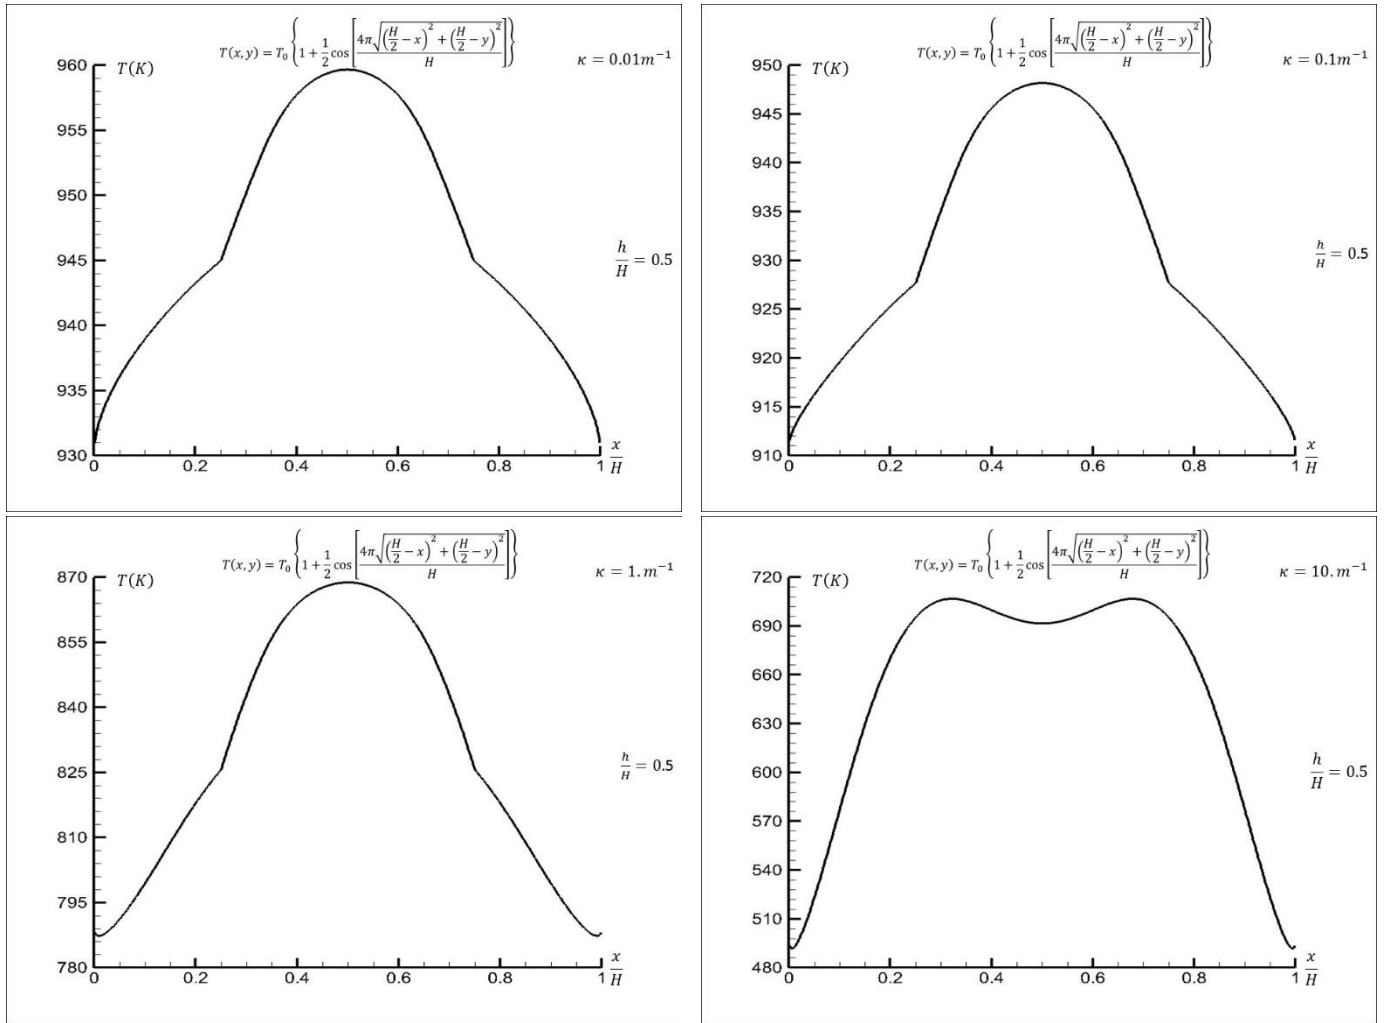 T(x, y) = T₀ {1 + 1/2 cos [4π√((H/2 − x)² + (H/2 − y)²) / H]}
κ = 0.01m⁻¹
960 T(K)
955
950
945
940
935
930
h/H = 0.5
0 0.2 0.4 0.6 0.8 1 x/H
T(x, y) = T₀ {1 + 1/2 cos [4π√((H/2 − x)² + (H/2 − y)²) / H]}
κ = 0.1m⁻¹
950 T(K)
945
940
935
930
925
920
915
910
h/H = 0.5
0 0.2 0.4 0.6 0.8 1 x/H
T(x, y) = T₀ {1 + 1/2 cos [4π√((H/2 − x)² + (H/2 − y)²) / H]}
κ = 1. m⁻¹
870 T(K)
855
840
825
810
795
780
h/H = 0.5
0 0.2 0.4 0.6 0.8 1 x/H
T(x, y) = T₀ {1 + 1/2 cos [4π√((H/2 − x)² + (H/2 − y)²) / H]}
κ = 10. m⁻¹
720 T(K)
690
660
630
600
570
540
510
480
h/H = 0.5
0 0.2 0.4 0.6 0.8 1 x/H